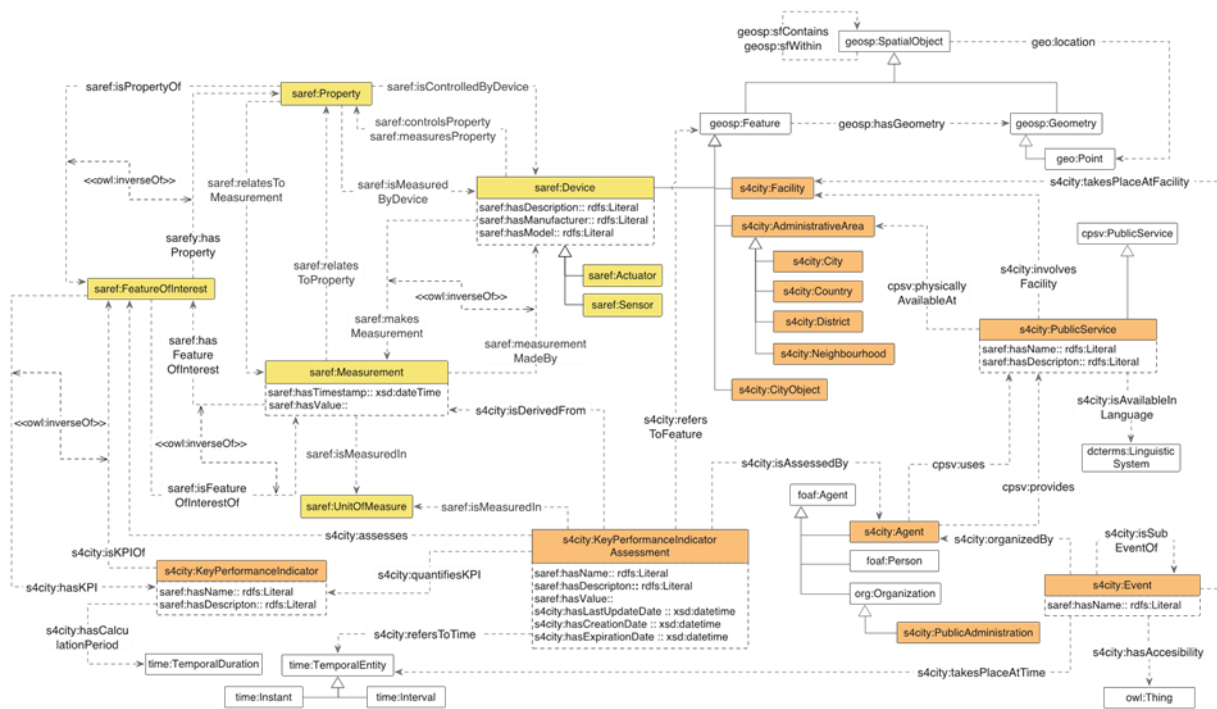 geosp:sfContains
geosp:sfWithin
geosp:SpatialObject
geo:location
saref:isPropertyOf
saref:Property
saref:isControlledByDevice
saref:controlsProperty
saref:measuresProperty
geosp:Feature
geosp:hasGeometry
geosp:Geometry
geo:Point
<<owl:inverseOf>>
saref:relatesTo
Measurement
saref:isMeasured
ByDevice
saref:Device
saref:hasDescription:: rdfs:Literal
saref:hasManufacturer:: rdfs:Literal
saref:hasModel:: rdfs:Literal
s4city:Facility
s4city:takesPlaceAtFacility
s4city:AdministrativeArea
cpsv:PublicService
sarefy:has
Property
saref:relates
ToProperty
s4city:City
s4city:Country
s4city:District
s4city:Neighbourhood
s4city:CityObject
saref:Actuator
saref:Sensor
s4city:involves
Facility
cpsv:physically
AvailableAt
saref:FeatureOfInterest
<<owl:inverseOf>>
saref:has
Feature
OfInterest
saref:makes
Measurement
saref:measurement
MadeBy
s4city:PublicService
saref:hasName:: rdfs:Literal
saref:hasDescripton:: rdfs:Literal
saref:Measurement
saref:hasTimestamp:: xsd:dateTime
saref:hasValue::
s4city:isDerivedFrom
s4city:refers
ToFeature
s4city:isAvailableIn
Language
<<owl:inverseOf>>
<<owl:inverseOf>>
saref:isMeasuredIn
s4city:isAssessedBy
cpsv:uses
dcterms:Linguistic
System
saref:isFeature
OfInterestOf
saref:UnitOfMeasure
saref:isMeasuredIn
foaf:Agent
cpsv:provides
s4city:assesses
s4city:KeyPerformanceIndicator
Assessment
saref:hasName:: rdfs:Literal
saref:hasDescripton:: rdfs:Literal
saref:hasValue::
s4city:hasLastUpdateDate :: xsd:datetime
s4city:hasCreationDate :: xsd:datetime
s4city:hasExpirationDate :: xsd:datetime
s4city:Agent
s4city:organizedBy
s4city:isSub
EventOf
s4city:isKPIOf
s4city:hasKPI
s4city:KeyPerformanceIndicator
saref:hasName:: rdfs:Literal
saref:hasDescripton:: rdfs:Literal
s4city:quantifiesKPI
foaf:Person
org:Organization
s4city:PublicAdministration
s4city:Event
saref:hasName:: rdfs:Literal
s4city:hasCalcu
lationPeriod
s4city:refersToTime
time:TemporalDuration
time:TemporalEntity
time:Instant
time:Interval
s4city:takesPlaceAtTime
s4city:hasAccesibility
owl:Thing